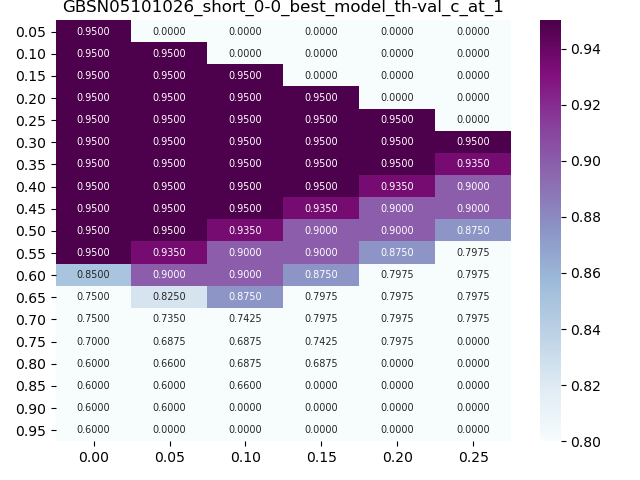 GBSN05101026_short_0-0_best_model_th-val_c_at_1
0.05 0.9500 0.0000 0.0000 0.0000 0.0000 0.0000
0.10 0.9500 0.9500 0.0000 0.0000 0.0000 0.0000
0.15 0.9500 0.9500 0.9500 0.0000 0.0000 0.0000
0.20 0.9500 0.9500 0.9500 0.9500 0.0000 0.0000
0.25 0.9500 0.9500 0.9500 0.9500 0.9500 0.0000
0.30 0.9500 0.9500 0.9500 0.9500 0.9500 0.9500
0.35 0.9500 0.9500 0.9500 0.9500 0.9500 0.9350
0.40 0.9500 0.9500 0.9500 0.9500 0.9350 0.9000
0.45 0.9500 0.9500 0.9500 0.9350 0.9000 0.9000
0.50 0.9500 0.9500 0.9350 0.9000 0.9000 0.8750
0.55 0.9500 0.9350 0.9000 0.9000 0.8750 0.7975
0.60 0.8500 0.9000 0.9000 0.8750 0.7975 0.7975
0.65 0.7500 0.8250 0.8750 0.7975 0.7975 0.7975
0.70 0.7500 0.7350 0.7425 0.7975 0.7975 0.7975
0.75 0.7000 0.6875 0.6875 0.7425 0.7975 0.0000
0.80 0.6000 0.6600 0.6875 0.6875 0.0000 0.0000
0.85 0.6000 0.6000 0.6600 0.0000 0.0000 0.0000
0.90 0.6000 0.6000 0.0000 0.0000 0.0000 0.0000
0.95 0.6000 0.0000 0.0000 0.0000 0.0000 0.0000
0.00 0.05 0.10 0.15 0.20 0.25
0.94
0.92
0.90
0.88
0.86
0.84
0.82
0.80